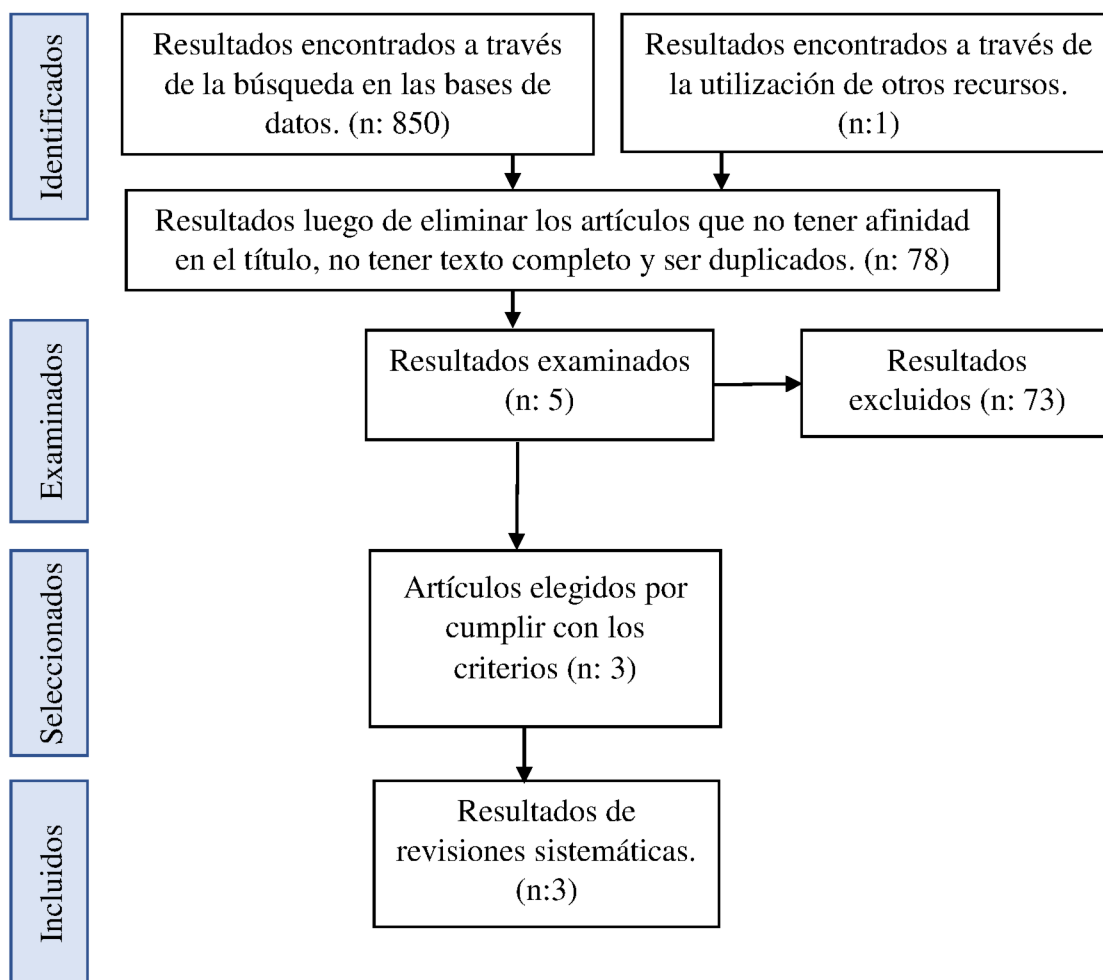 Identificados
Resultados encontrados a través
de la búsqueda en las bases de
datos. (n: 850)
Resultados encontrados a través de
la utilización de otros recursos.
(n:1)
Resultados luego de eliminar los artículos que no tener afinidad
en el título, no tener texto completo y ser duplicados. (n: 78)
Examinados
Resultados examinados
(n: 5)
Resultados
excluidos (n: 73)
Seleccionados
Artículos elegidos por
cumplir con los
criterios (n: 3)
Incluidos
Resultados de
revisiones sistemáticas.
(n:3)